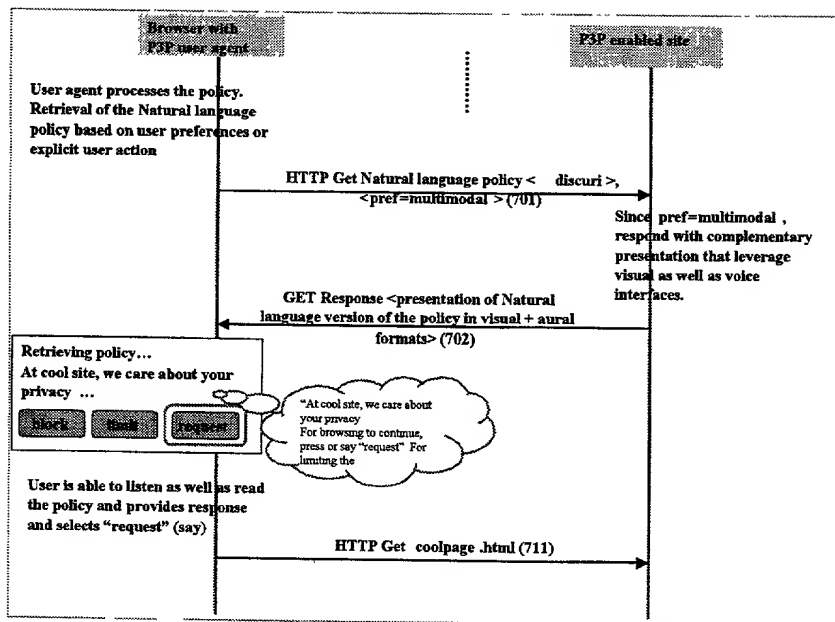 Browser with
P3P user agent
P3P enabled site
User agent processes the policy.
Retrieval of the Natural language
policy based on user preferences or
explicit user action
HTTP Get Natural language policy < discuri >,
<pref=multimodal > (701)
Since pref=multimodal ,
respond with complementary
presentation that leverage
visual as well as voice
interfaces.
GET Response <presentation of Natural
language version of the policy in visual + aural
formats> (702)
Retrieving policy...
At cool site, we care about your
privacy ...
block limit request
"At cool site, we care about
your privacy
For browsing to continue,
press or say "request" For
limiting the
User is able to listen as well as read
the policy and provides response
and selects "request" (say)
HTTP Get coolpage .html (711)